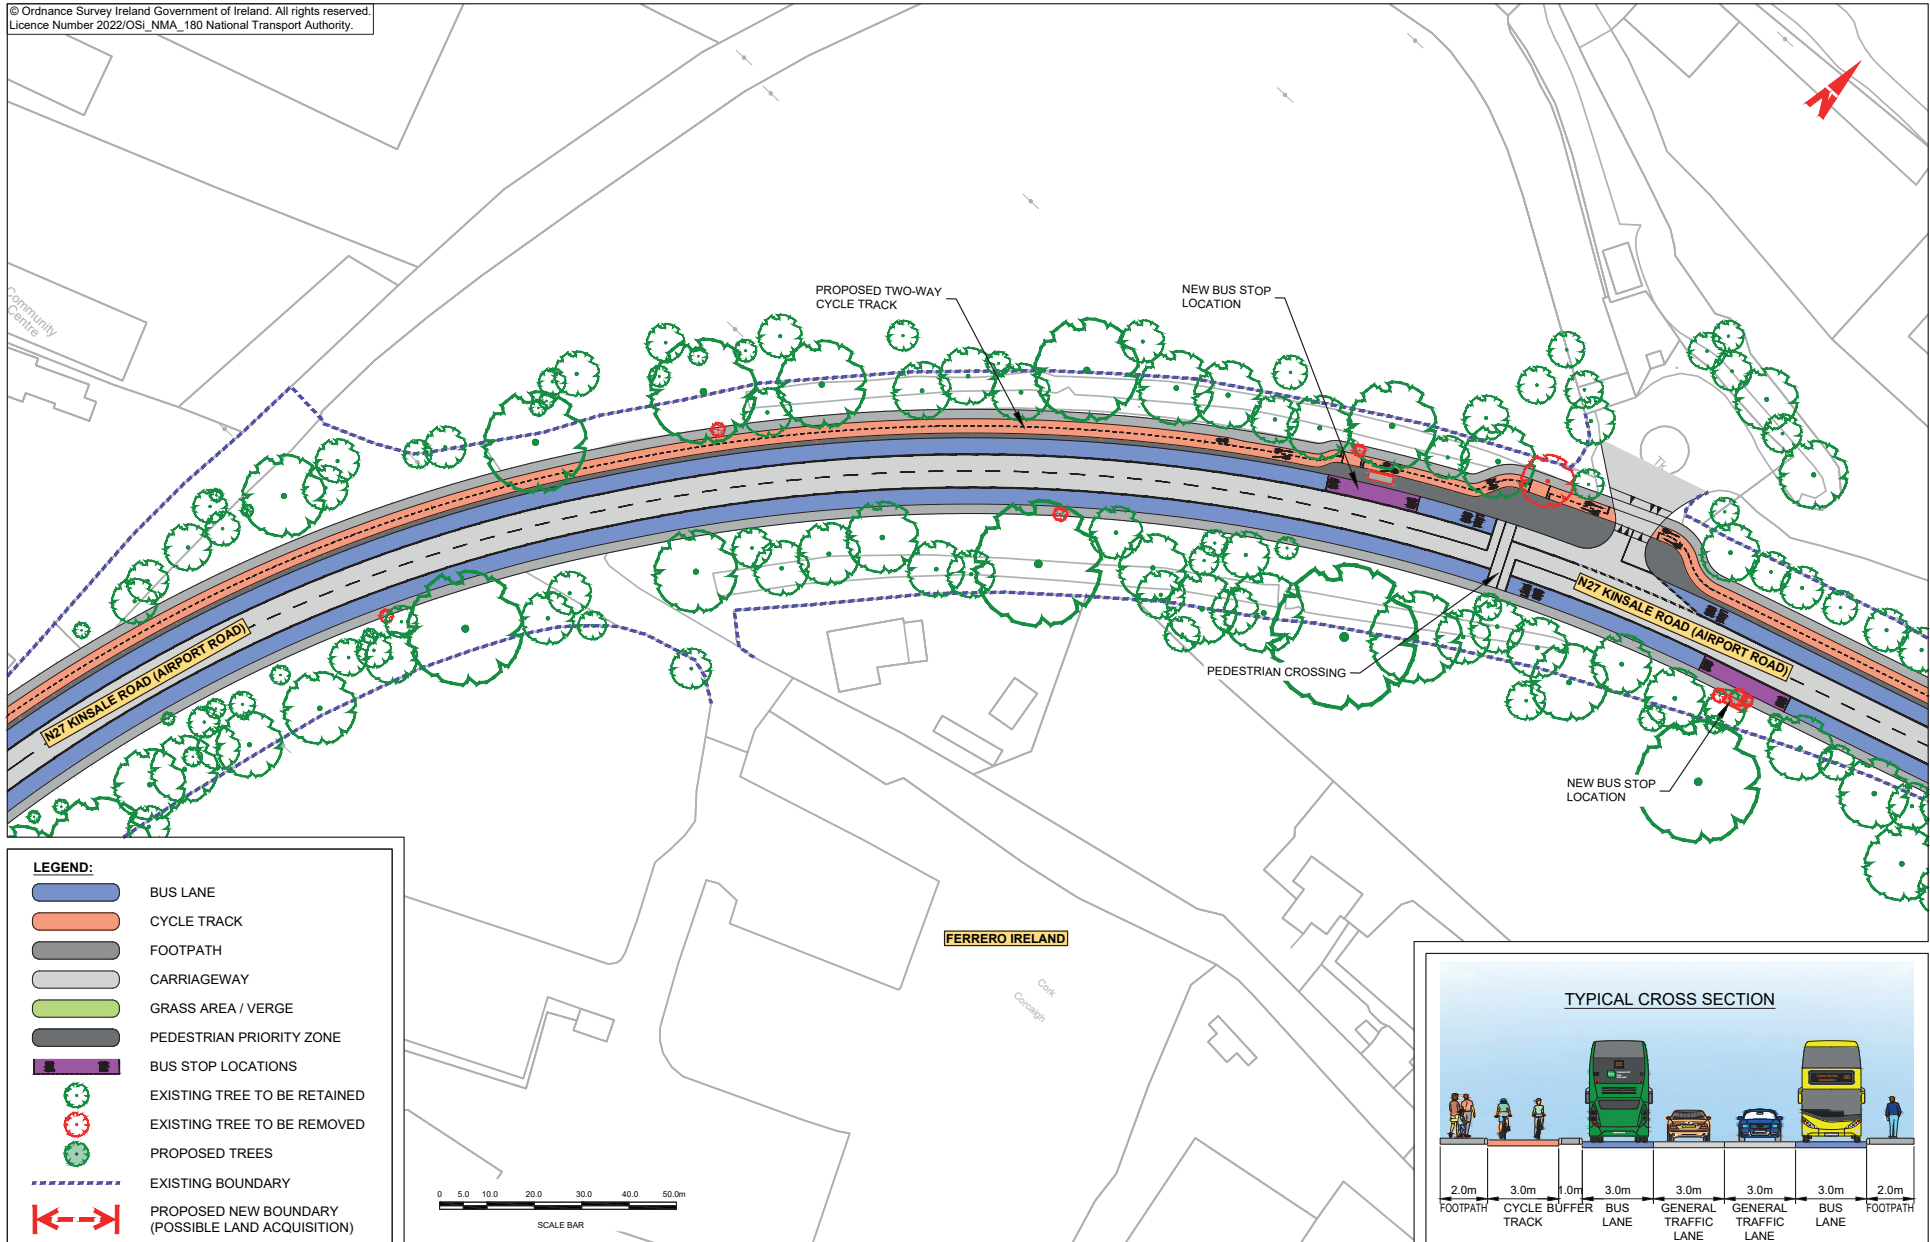 © Ordnance Survey Ireland Government of Ireland. All rights reserved.
Licence Number 2022/OSi_NMA_180 National Transport Authority.
N
Community
Centre
PROPOSED TWO-WAY
CYCLE TRACK
NEW BUS STOP
LOCATION
Tk
N27 KINSALE ROAD (AIRPORT ROAD)
N27 KINSALE ROAD (AIRPORT ROAD)
PEDESTRIAN CROSSING
NEW BUS STOP
LOCATION
FERRERO IRELAND
Cork
Corcaigh
LEGEND:
BUS LANE
CYCLE TRACK
FOOTPATH
CARRIAGEWAY
GRASS AREA / VERGE
PEDESTRIAN PRIORITY ZONE
BUS STOP LOCATIONS
EXISTING TREE TO BE RETAINED
EXISTING TREE TO BE REMOVED
PROPOSED TREES
EXISTING BOUNDARY
PROPOSED NEW BOUNDARY
(POSSIBLE LAND ACQUISITION)
0 5.0 10.0 20.0 30.0 40.0 50.0m
SCALE BAR
TYPICAL CROSS SECTION
2.0m 3.0m 1.0m 3.0m 3.0m 3.0m 3.0m 2.0m
FOOTPATH CYCLE BUFFER BUS GENERAL GENERAL BUS FOOTPATH
TRACK LANE TRAFFIC TRAFFIC LANE
LANE LANE